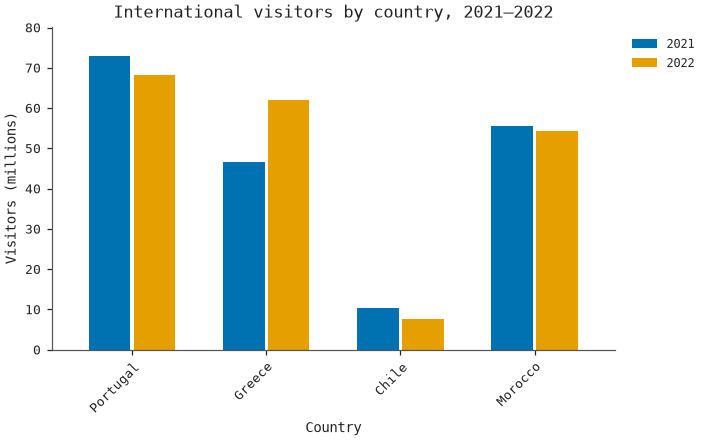 International visitors by country, 2021–2022
2021
2022
Visitors (millions)
80
70
60
50
40
30
20
10
0
Portugal
Greece
Chile
Morocco
Country